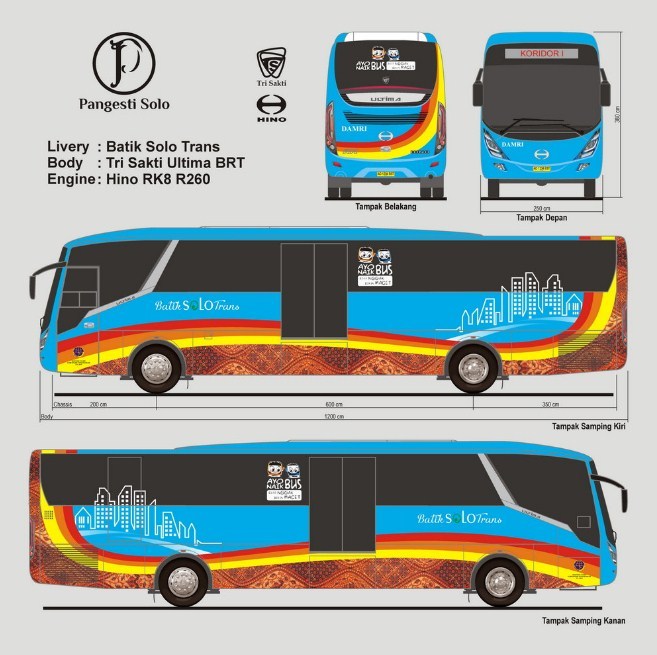 Pangesti Solo
Tri Sakti
HINO
Livery : Batik Solo Trans
Body : Tri Sakti Ultima BRT
Engine : Hino RK8 R260
AYO
NAIK BUS
ULTIMA
DAMRI
Tampak Belakang
KORIDOR I
DAMRI
380 cm
250 cm
Tampak Depan
AYO
NAIK BUS
Batik SOLO Trans
Chassis 200 cm 600 cm 350 cm
Body 1200 cm
Tampak Samping Kiri
AYO
NAIK BUS
Batik SOLO Trans
Tampak Samping Kanan